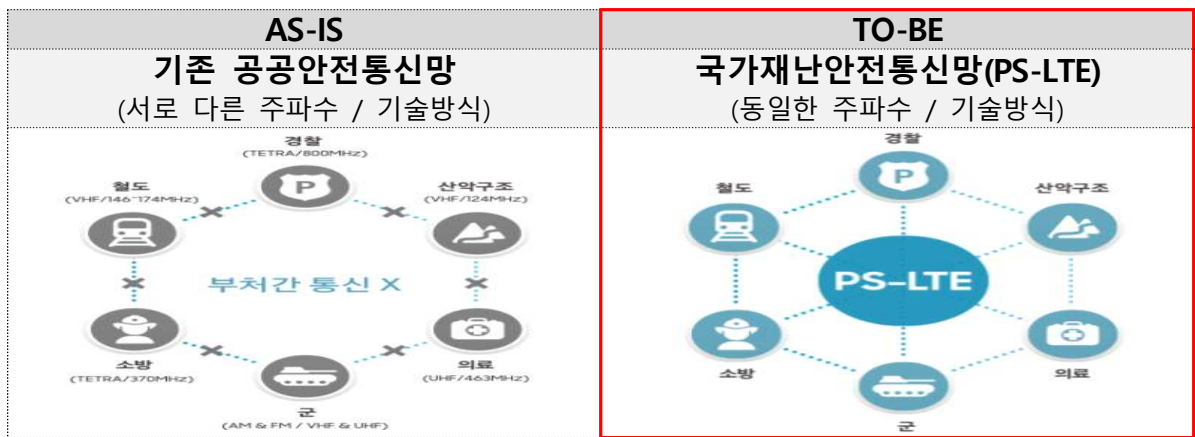 AS-IS
기존 공공안전통신망
(서로 다른 주파수 / 기술방식)
경찰
(TETRA/800MHz)
철도
(VHF/146~174MHz)
산악구조
(VHF/124MHz)
부처간 통신 X
소방
(TETRA/370MHz)
의료
(UHF/463MHz)
군
(AM & FM / VHF & UHF)
TO-BE
국가재난안전통신망(PS-LTE)
(동일한 주파수 / 기술방식)
경찰
P
철도
산악구조
PS-LTE
소방
의료
군
P